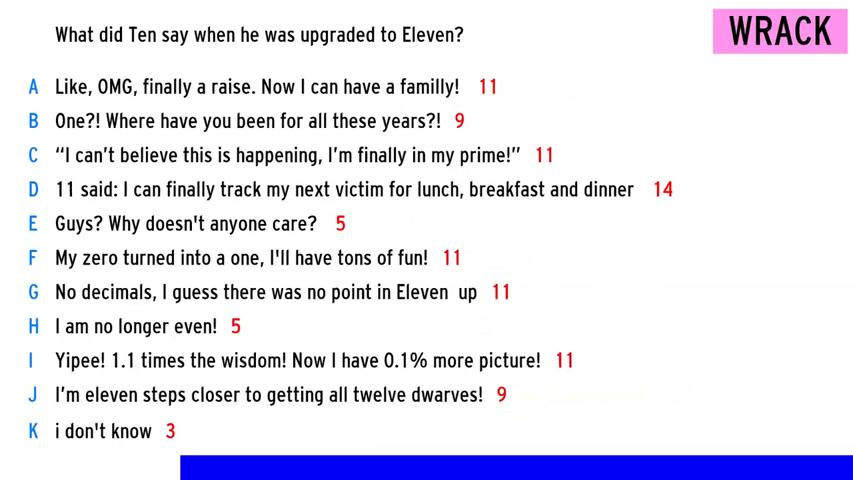 What did Ten say when he was upgraded to Eleven?
WRACK
A Like, OMG, finally a raise. Now I can have a familly! 11
B One?! Where have you been for all these years?! 9
C “I can’t believe this is happening, I’m finally in my prime!” 11
D 11 said: I can finally track my next victim for lunch, breakfast and dinner 14
E Guys? Why doesn't anyone care? 5
F My zero turned into a one, I'll have tons of fun! 11
G No decimals, I guess there was no point in Eleven  up 11
H I am no longer even! 5
I Yipee! 1.1 times the wisdom! Now I have 0.1% more picture! 11
J I’m eleven steps closer to getting all twelve dwarves! 9
K i don't know 3